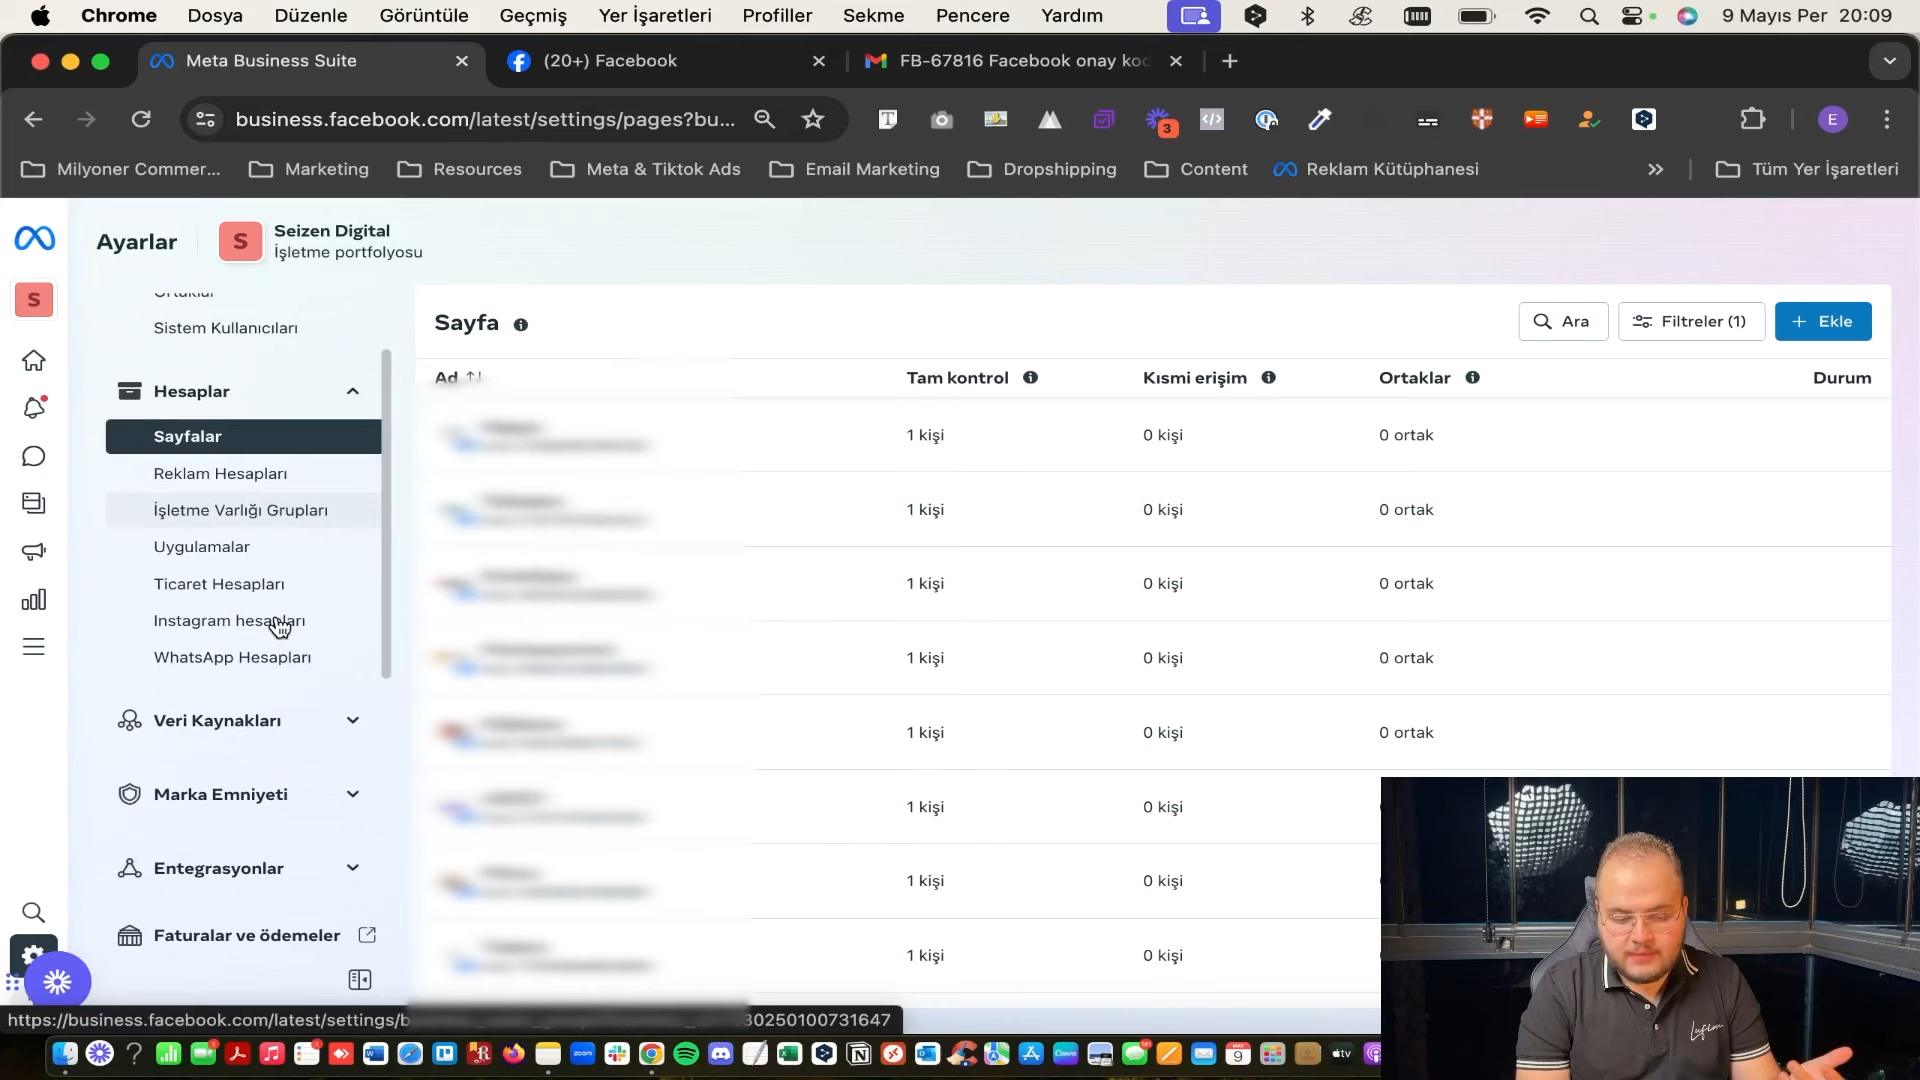 Chrome Dosya Düzenle Görüntüle Geçmiş Yer İşaretleri Profiller Sekme Pencere Yardım 9 Mayıs Per 20:09
Meta Business Suite (20+) Facebook FB-67816 Facebook onay kod
business.facebook.com/latest/settings/pages?bu... 3 E
Milyoner Commer... Marketing Resources Meta & Tiktok Ads Email Marketing Dropshipping Content Reklam Kütüphanesi Tüm Yer İşaretleri
Ayarlar
S
Seizen Digital
İşletme portfolyosu
S
Ortaklar
Sistem Kullanıcıları
Hesaplar
Sayfalar
Reklam Hesapları
İşletme Varlığı Grupları
Uygulamalar
Ticaret Hesapları
Instagram hesapları
WhatsApp Hesapları
Veri Kaynakları
Marka Emniyeti
Entegrasyonlar
Faturalar ve ödemeler
Sayfa
Ara Filtreler (1) + Ekle
Ad Tam kontrol Kısmi erişim Ortaklar Durum
1 kişi 0 kişi 0 ortak
1 kişi 0 kişi 0 ortak
1 kişi 0 kişi 0 ortak
1 kişi 0 kişi 0 ortak
1 kişi 0 kişi 0 ortak
1 kişi 0 kişi
1 kişi 0 kişi
1 kişi 0 kişi
https://business.facebook.com/latest/settings/b 30250100731647
Lufian